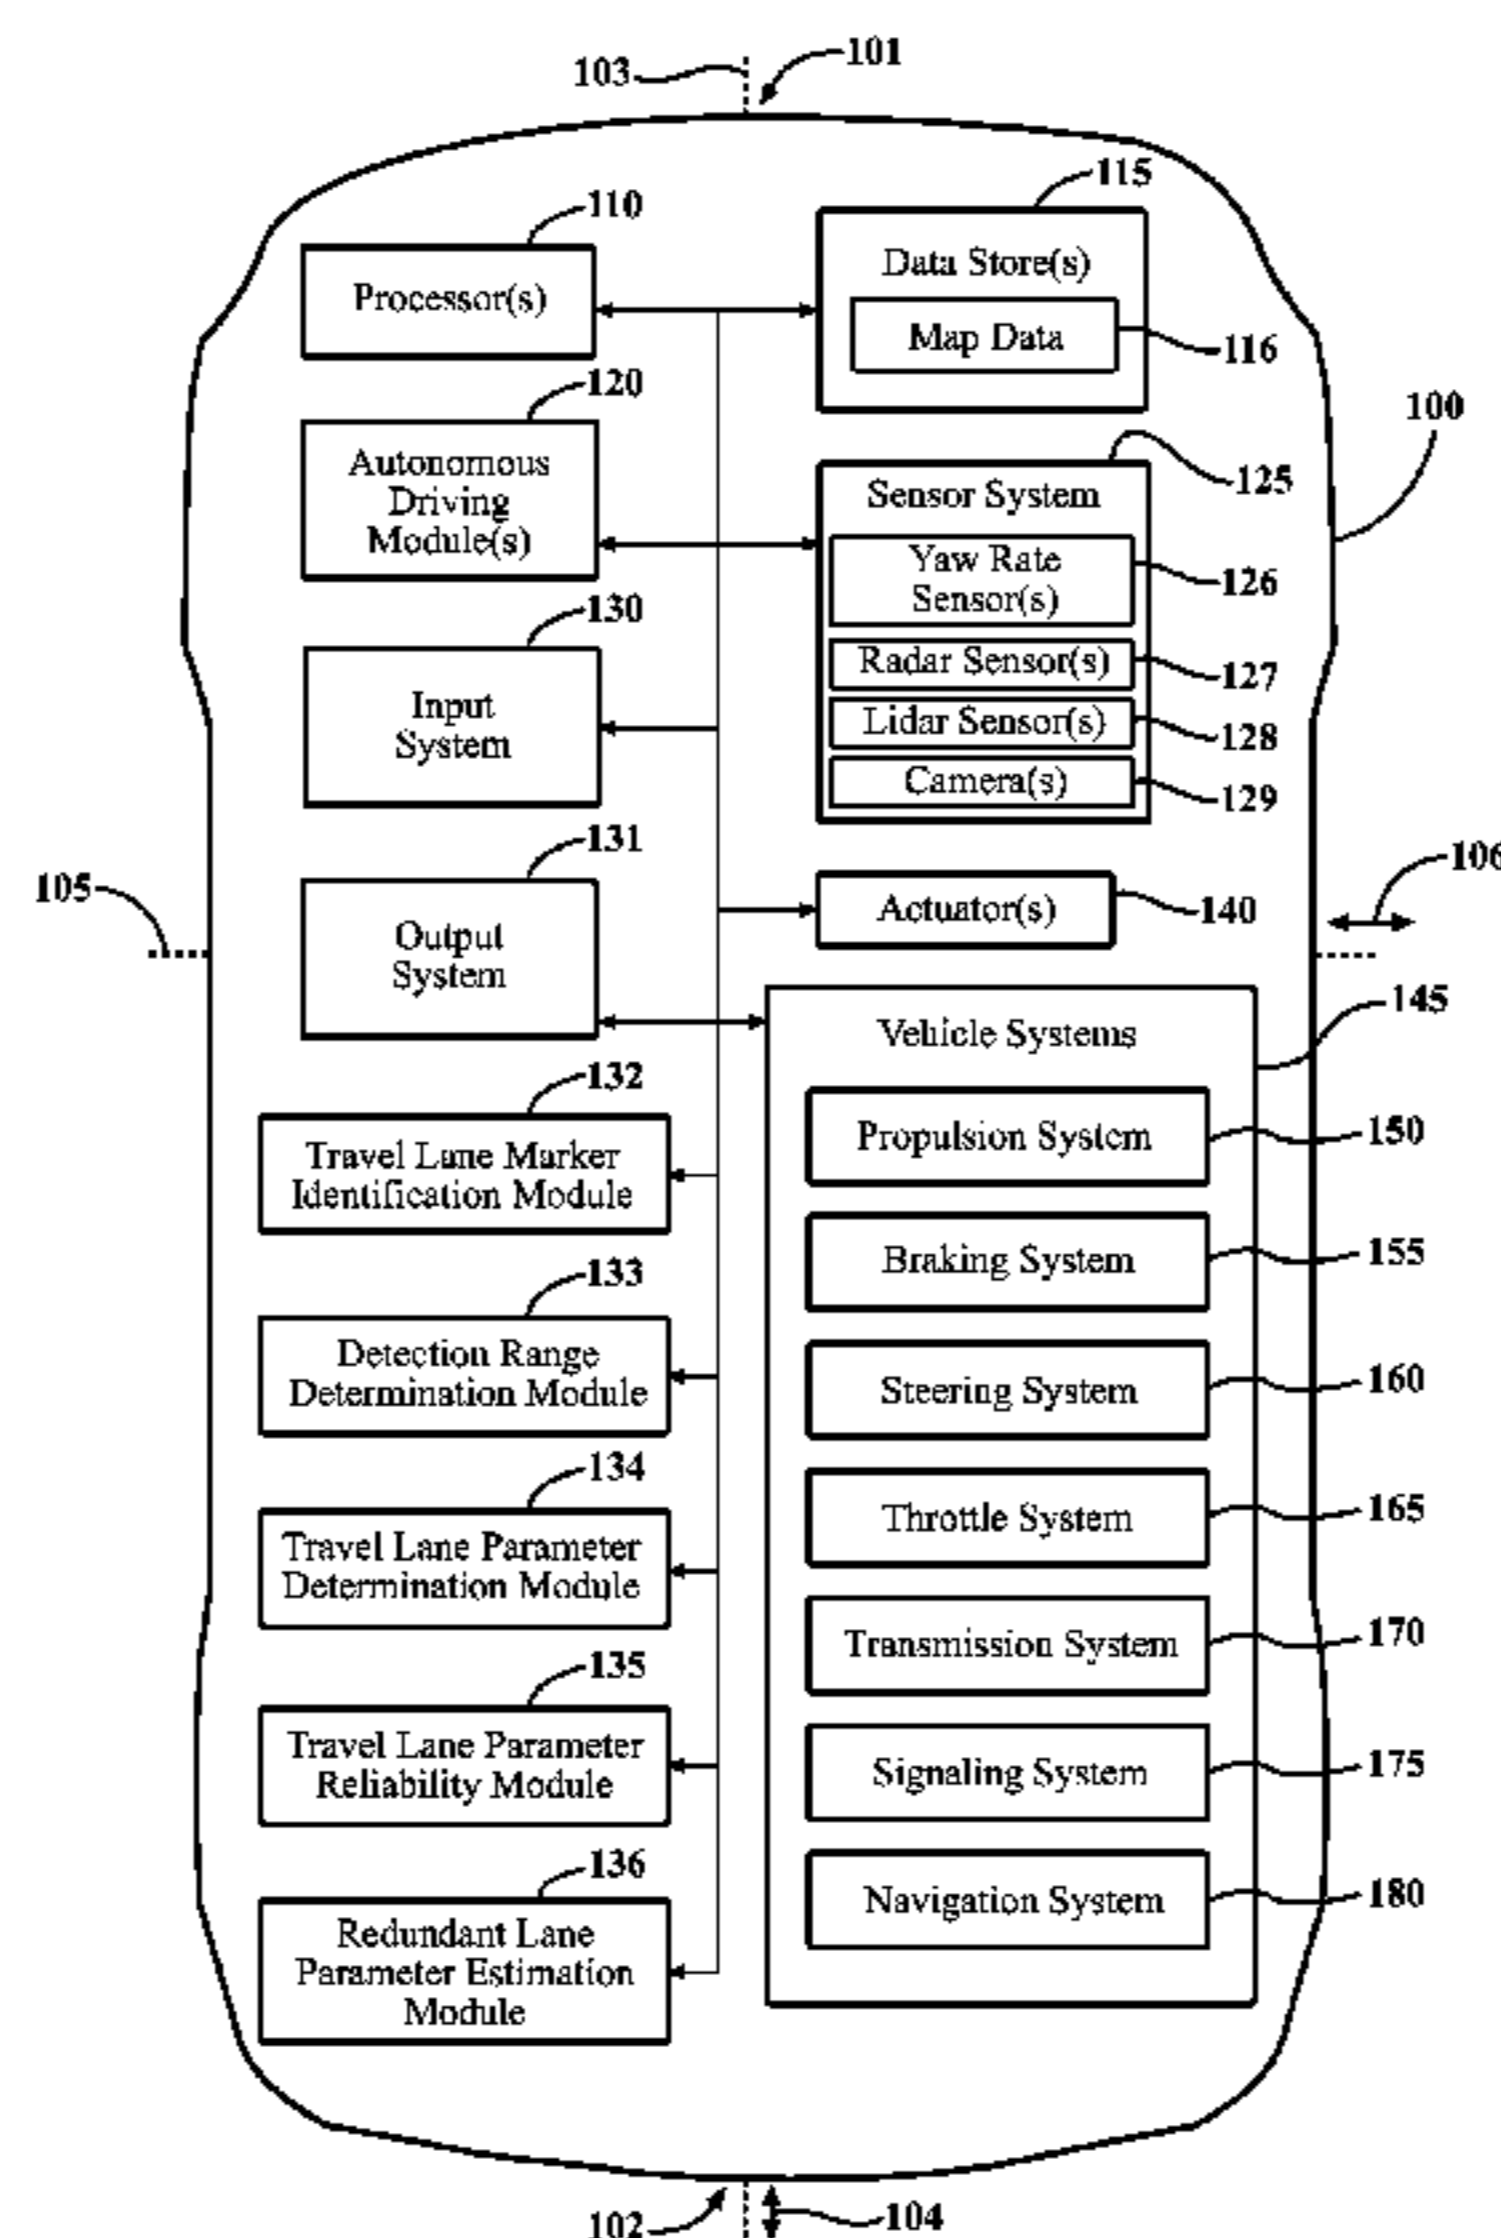 103
101
110
Processor(s)
115
Data Store(s)
Map Data
116
120
Autonomous
Driving
Module(s)
100
125
Sensor System
Yaw Rate
Sensor(s)
126
Radar Sensor(s)
127
Lidar Sensor(s)
128
Camera(s)
129
130
Input
System
131
Output
System
105
106
Actuator(s)
140
145
Vehicle Systems
Propulsion System
150
Braking System
155
Steering System
160
Throttle System
165
Transmission System
170
Signaling System
175
Navigation System
180
132
Travel Lane Marker
Identification Module
133
Detection Range
Determination Module
134
Travel Lane Parameter
Determination Module
135
Travel Lane Parameter
Reliability Module
136
Redundant Lane
Parameter Estimation
Module
102
104